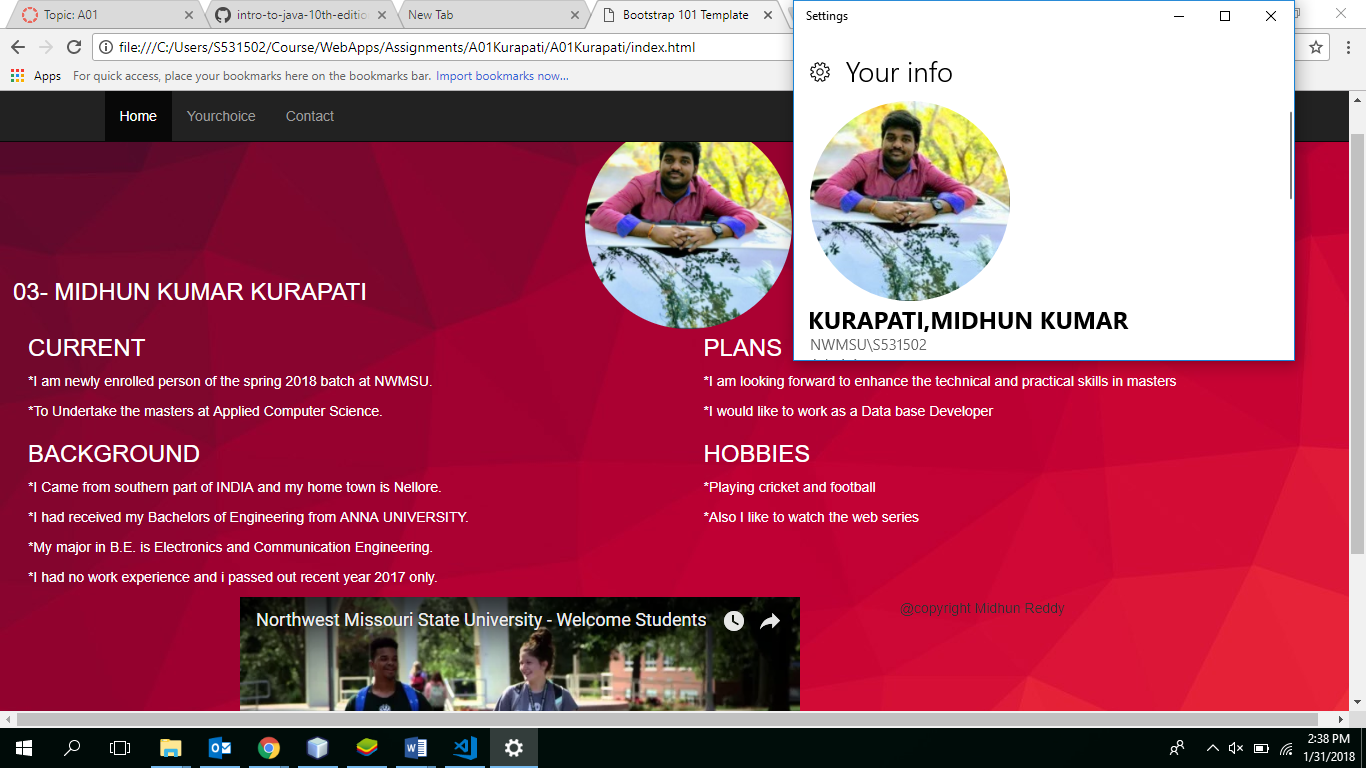 Topic: A01
intro-to-java-10th-edition
New Tab
Bootstrap 101 Template
Settings
file:///C:/Users/S531502/Course/WebApps/Assignments/A01Kurapati/A01Kurapati/index.html
Apps
For quick access, place your bookmarks here on the bookmarks bar. Import bookmarks now...
Your info
Home
Yourchoice
Contact
KURAPATI,MIDHUN KUMAR
NWMSU\S531502
03- MIDHUN KUMAR KURAPATI
CURRENT
*I am newly enrolled person of the spring 2018 batch at NWMSU.
*To Undertake the masters at Applied Computer Science.
PLANS
*I am looking forward to enhance the technical and practical skills in masters
*I would like to work as a Data base Developer
BACKGROUND
*I Came from southern part of INDIA and my home town is Nellore.
*I had received my Bachelors of Engineering from ANNA UNIVERSITY.
*My major in B.E. is Electronics and Communication Engineering.
*I had no work experience and i passed out recent year 2017 only.
HOBBIES
*Playing cricket and football
*Also I like to watch the web series
Northwest Missouri State University - Welcome Students
@copyright Midhun Reddy
2:38 PM
1/31/2018